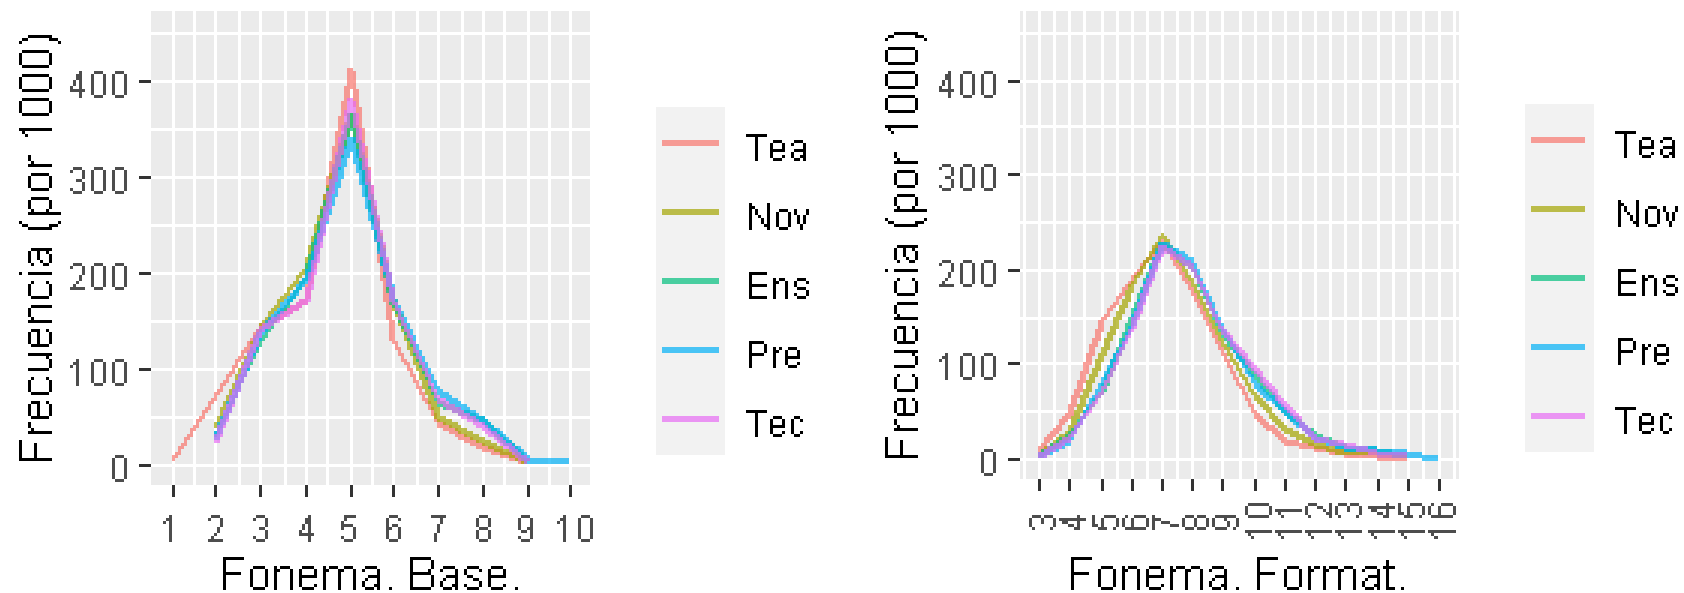 Frecuencia (por 1000)
400
300
200
100
0
1 2 3 4 5 6 7 8 9 10
Fonema. Base.
Tea
Nov
Ens
Pre
Tec
Frecuencia (por 1000)
400
300
200
100
0
3 4 5 6 7 8 9 10 11 12 13 14 15 16
Fonema. Format.
Tea
Nov
Ens
Pre
Tec